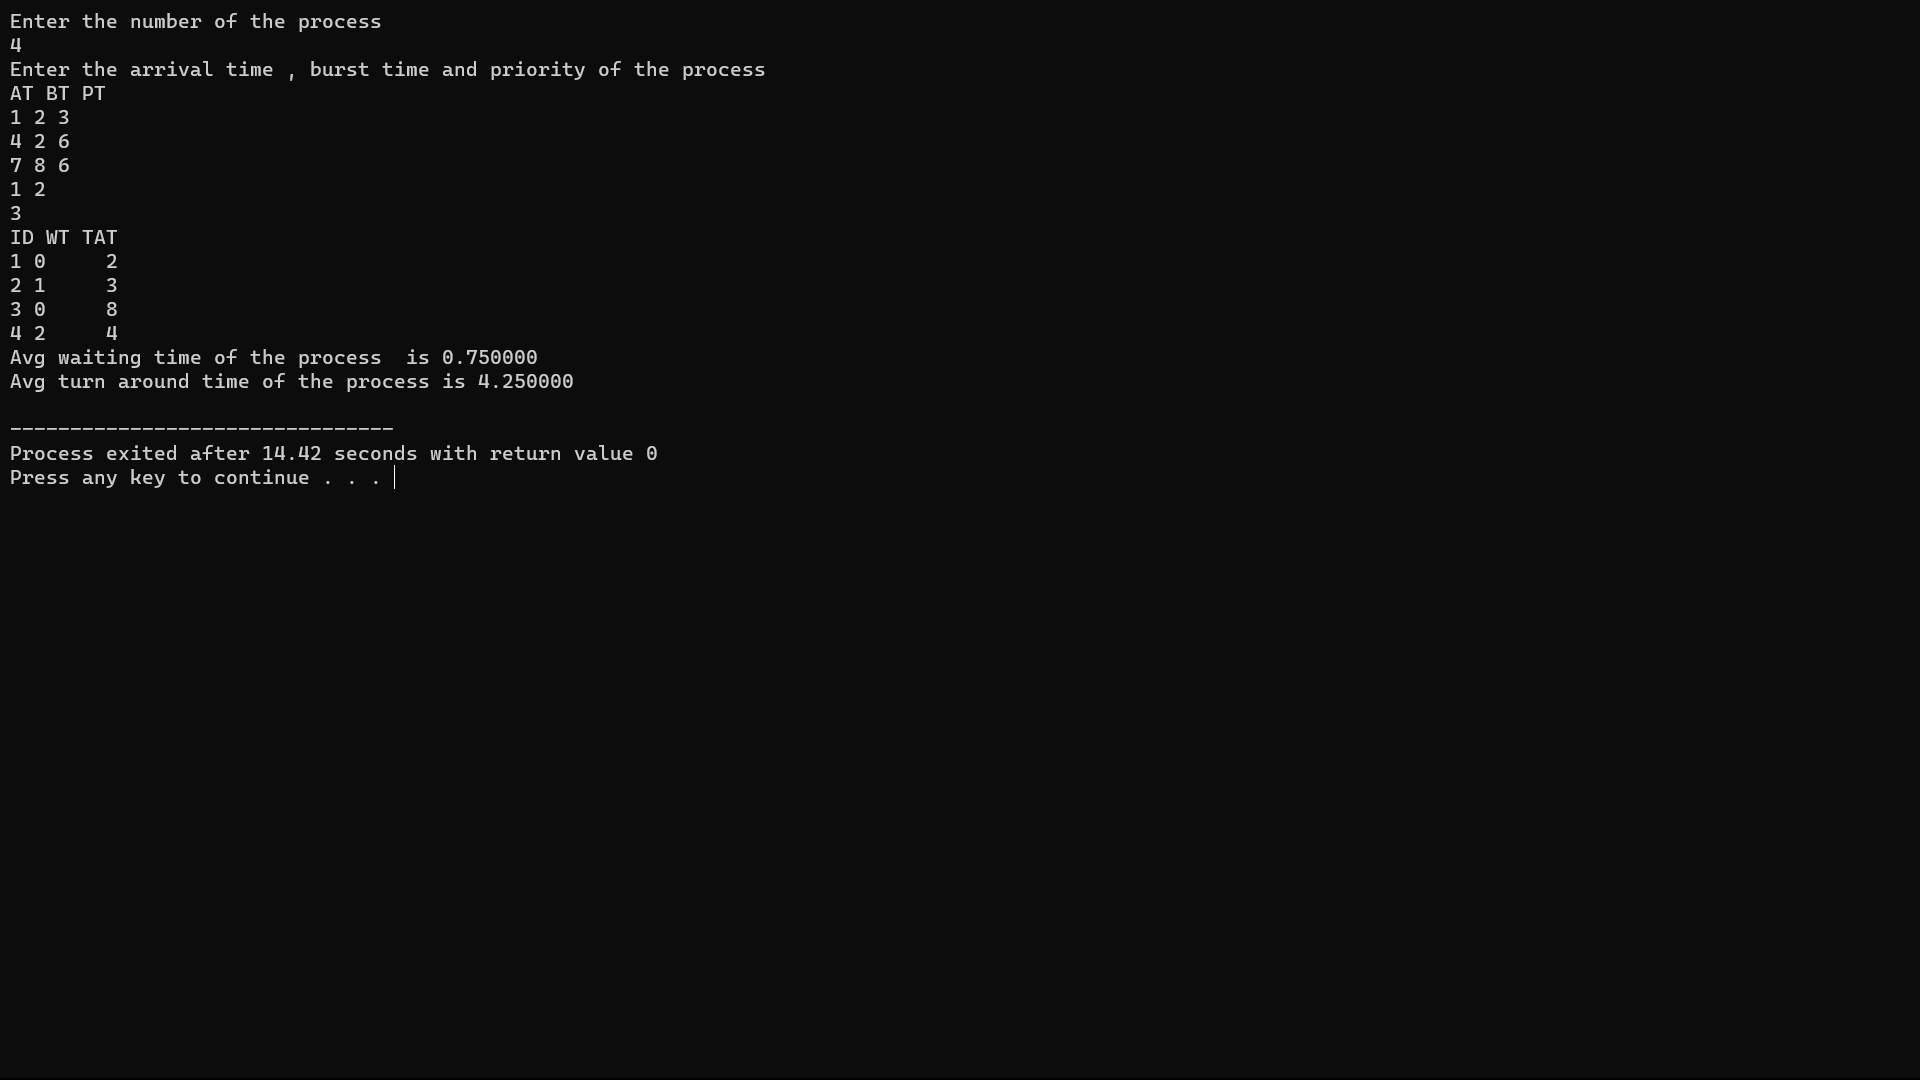 Enter the number of the process
4
Enter the arrival time , burst time and priority of the process
AT BT PT
1 2 3
4 2 6
7 8 6
1 2
3
ID WT TAT
1 0     2
2 1     3
3 0     8
4 2     4
Avg waiting time of the process  is 0.750000
Avg turn around time of the process is 4.250000

--------------------------------
Process exited after 14.42 seconds with return value 0
Press any key to continue . . .